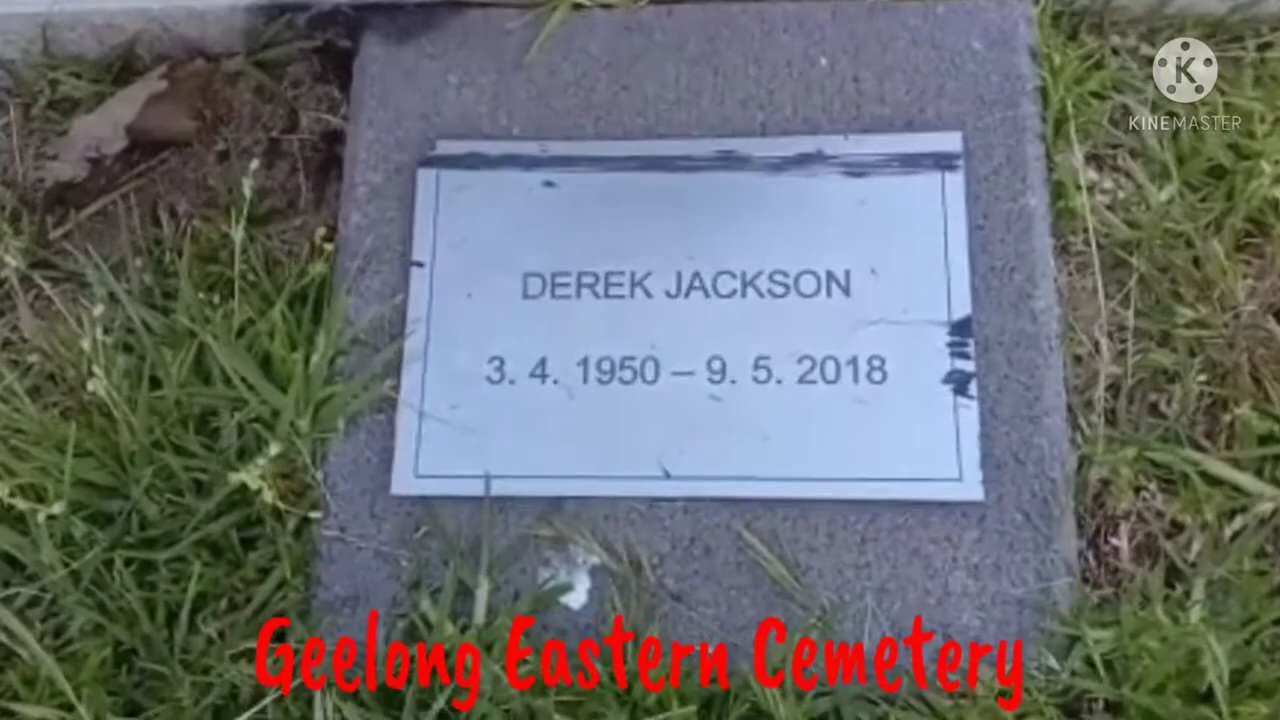 K
KINEMASTER
DEREK JACKSON
3. 4. 1950 – 9. 5. 2018
Geelong Eastern Cemetery